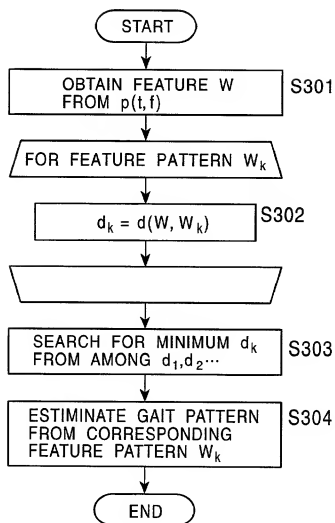 START
OBTAIN FEATURE W
FROM p(t,f)
S301
FOR FEATURE PATTERN Wk
dk = d(W, Wk)
S302
SEARCH FOR MINIMUM dk
FROM AMONG d1,d2···
S303
ESTIMINATE GAIT PATTERN
FROM CORRESPONDING
FEATURE PATTERN Wk
S304
END